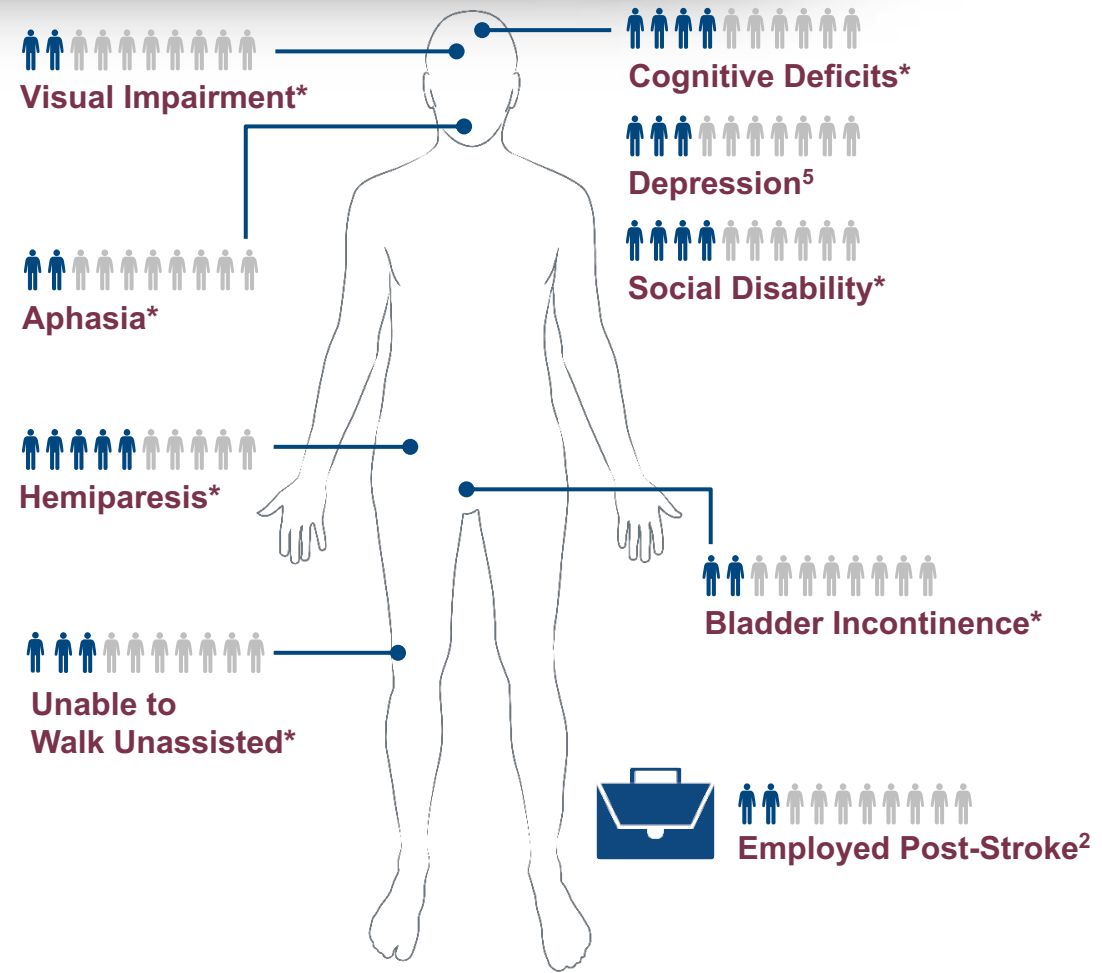 Visual Impairment*
Cognitive Deficits*
Depression⁵
Social Disability*
Aphasia*
Hemiparesis*
Bladder Incontinence*
Unable to
Walk Unassisted*
Employed Post-Stroke²